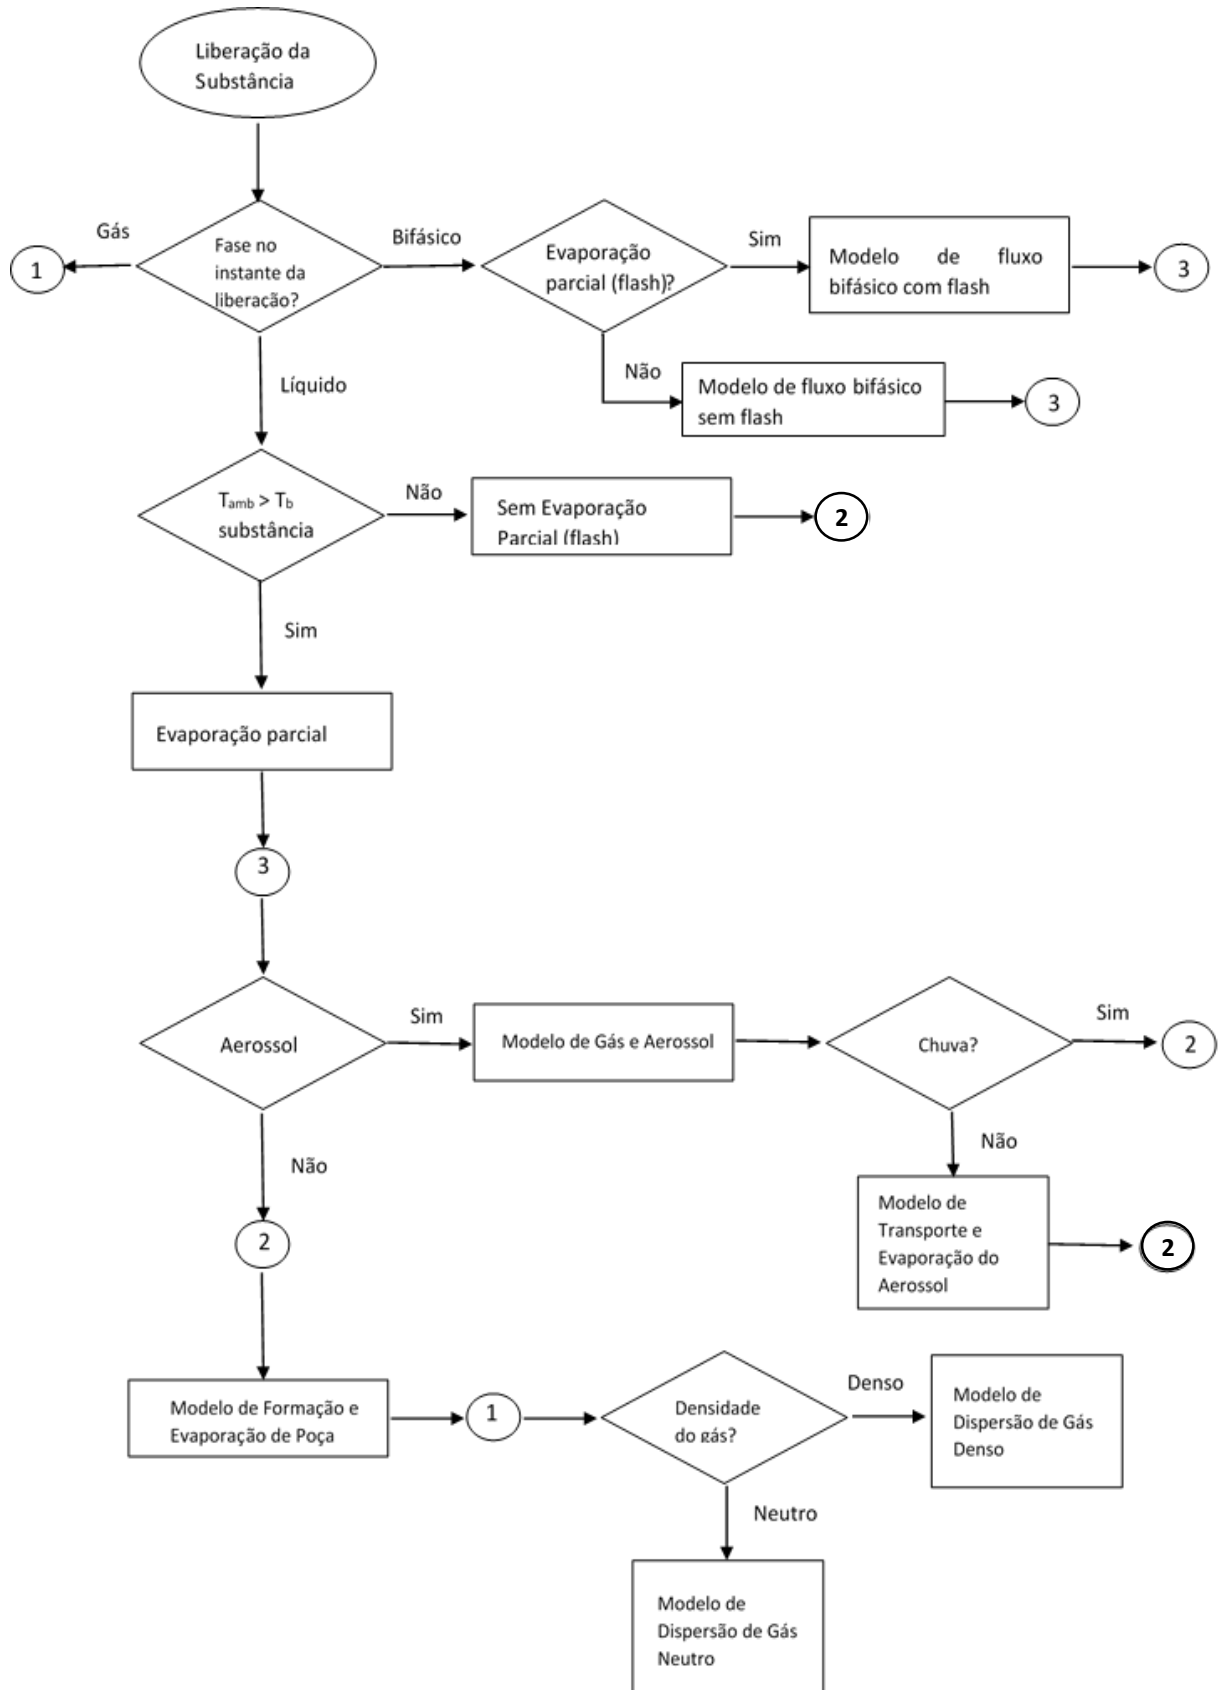 Liberação da
Substância
Gás
Fase no
instante da
liberação?
Bifásico
Evaporação
parcial (flash)?
Sim
Modelo de fluxo
bifásico com flash
3
1
Líquido
Não
Modelo de fluxo bifásico
sem flash
3
Tamb > Tb
substância
Não
Sem Evaporação
Parcial (flash)
2
Sim
Evaporação parcial
3
Aerossol
Sim
Modelo de Gás e Aerossol
Chuva?
Sim
2
Não
Não
Modelo de
Transporte e
Evaporação do
Aerossol
2
2
Modelo de Formação e
Evaporação de Poça
1
Densidade
do gás?
Denso
Modelo de
Dispersão de Gás
Denso
Neutro
Modelo de
Dispersão de Gás
Neutro